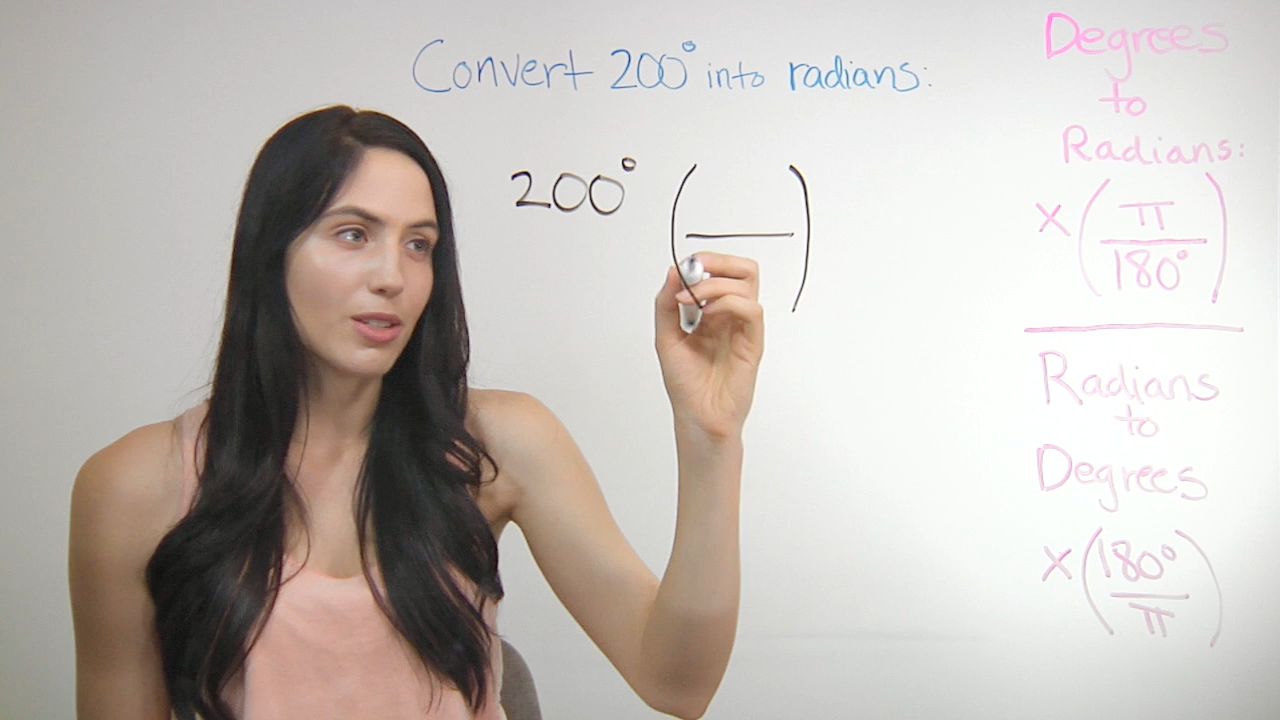 Convert 200° into radians:
200° ( — )
Degrees
to
Radians:
× (π/180°)
Radians
to
Degrees
× (180°/π)